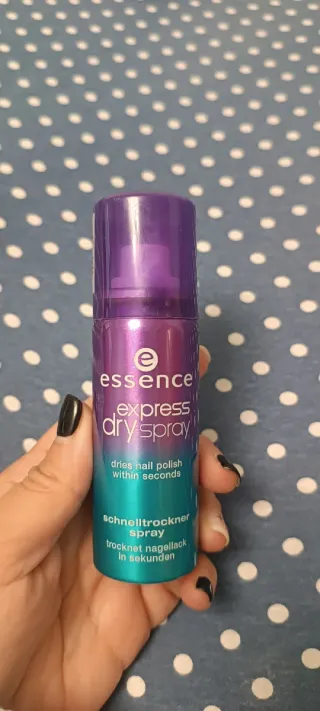 e
essence
express
dry spray
dries nail polish
within seconds
schnelltrockner
spray
trocknet nagellack
in sekunden